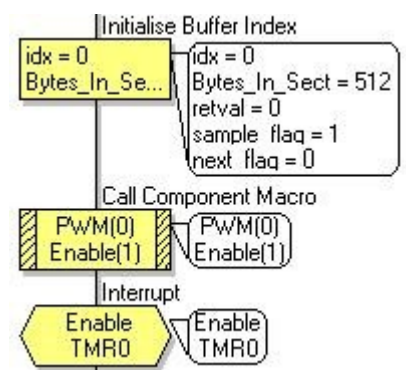 Initialise Buffer Index
idx = 0
Bytes_In_Se...
idx = 0
Bytes_In_Sect = 512
retval = 0
sample_flag = 1
next_flag = 0
Call Component Macro
PWM(0)
Enable(1)
PWM(0)
Enable(1)
Interrupt
Enable
TMR0
Enable
TMR0